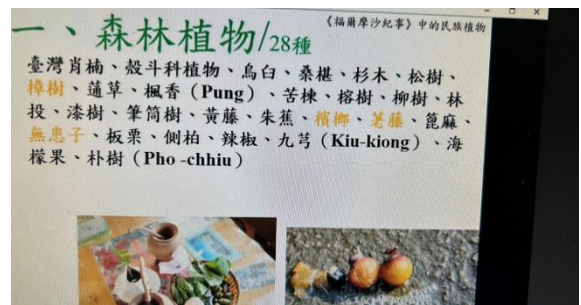 《福爾摩沙紀事》中的民族植物
一、森林植物/28種
臺灣肖楠、殼斗科植物、烏臼、桑椹、杉木、松樹、
樟樹、蓪草、楓香（Pung）、苦楝、榕樹、柳樹、林
投、漆樹、筆筒樹、黃藤、朱蕉、檳榔、荖藤、蓖麻、
無患子、板栗、側柏、辣椒、九芎（Kiu-kiong）、海
檬果、朴樹（Pho -chhiu）